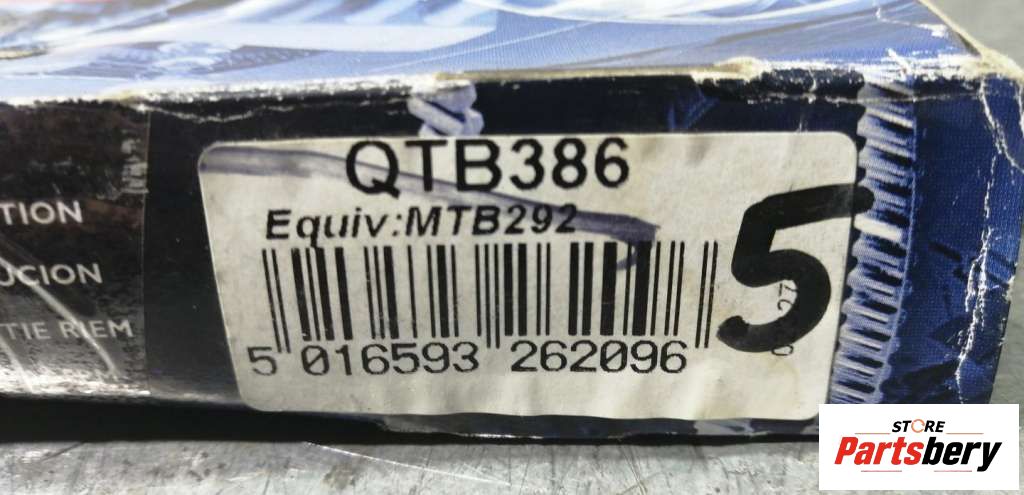 QTB386
Equiv:MTB292
5 016593 262096
5
TION
UCION
TIE RIEM
STORE
Partsbery